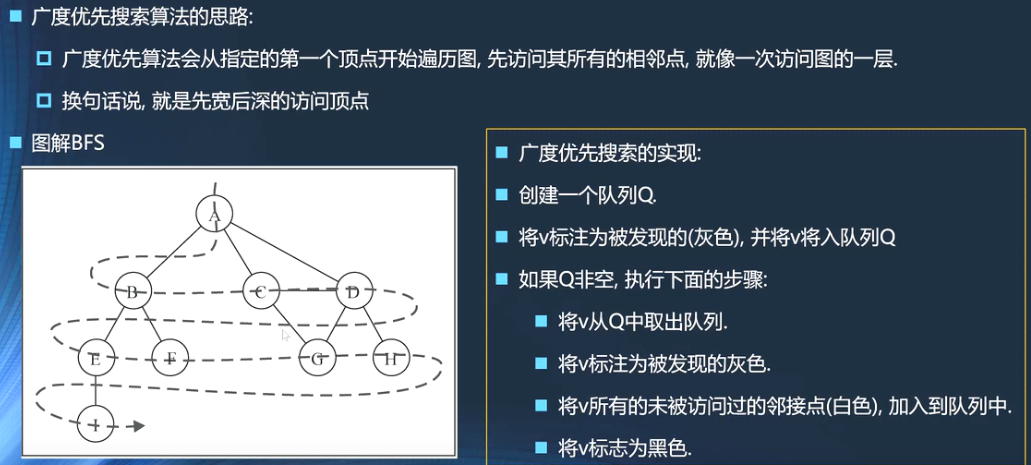 广度优先搜索算法的思路:
广度优先算法会从指定的第一个顶点开始遍历图, 先访问其所有的相邻点, 就像一次访问图的一层.
换句话说, 就是先宽后深的访问顶点
图解BFS
A
B C D
E F G H
I
广度优先搜索的实现:
创建一个队列Q.
将v标注为被发现的(灰色), 并将v将入队列Q
如果Q非空, 执行下面的步骤:
将v从Q中取出队列.
将v标注为被发现的灰色.
将v所有的未被访问过的邻接点(白色), 加入到队列中.
将v标志为黑色.